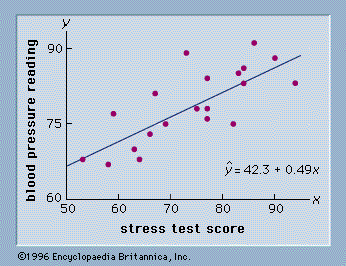 y
90
75
60
blood pressure reading
ŷ = 42.3 + 0.49x
50 60 70 80 90 x
stress test score
©1996 Encyclopaedia Britannica, Inc.